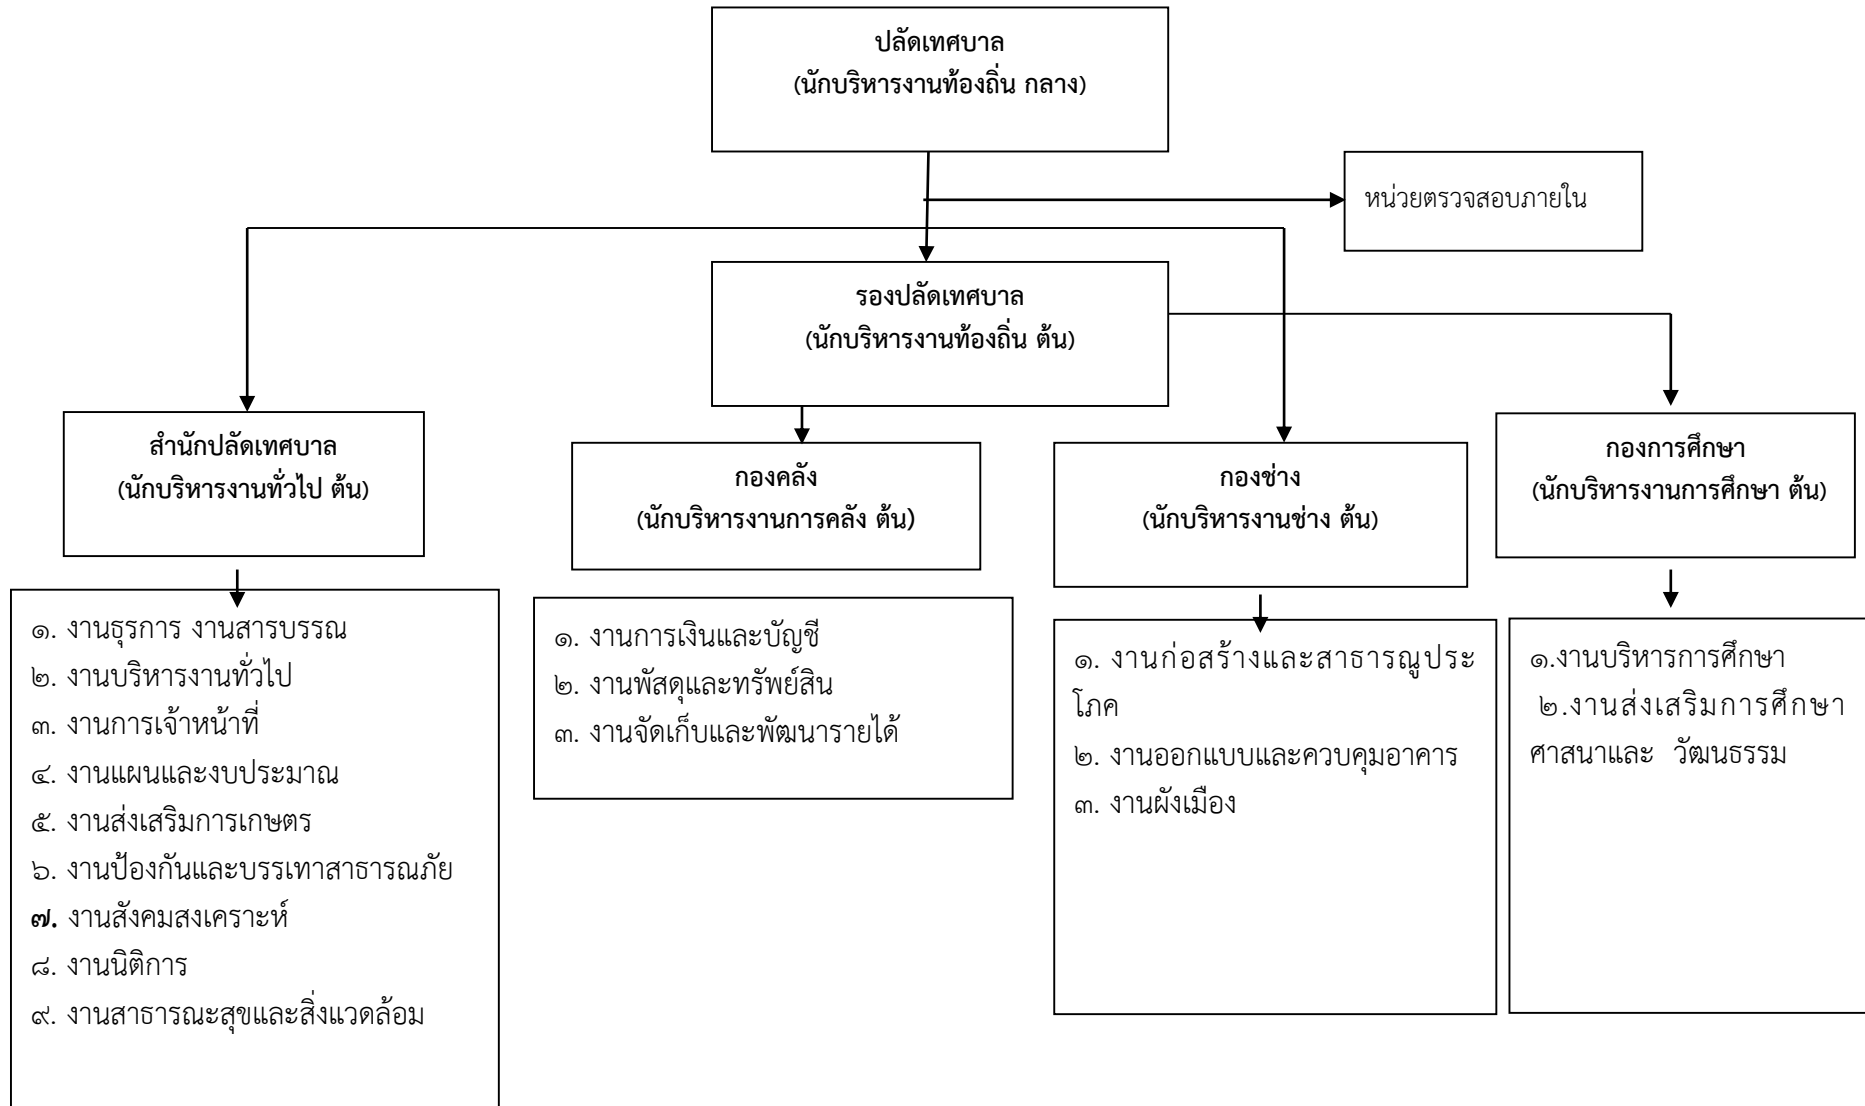 ปลัดเทศบาล
(นักบริหารงานท้องถิ่น กลาง)
หน่วยตรวจสอบภายใน
รองปลัดเทศบาล
(นักบริหารงานท้องถิ่น ต้น)
สำนักปลัดเทศบาล
(นักบริหารงานทั่วไป ต้น)
กองคลัง
(นักบริหารงานการคลัง ต้น)
กองช่าง
(นักบริหารงานช่าง ต้น)
กองการศึกษา
(นักบริหารงานการศึกษา ต้น)
๑. งานธุรการ งานสารบรรณ
๒. งานบริหารงานทั่วไป
๓. งานการเจ้าหน้าที่
๔. งานแผนและงบประมาณ
๕. งานส่งเสริมการเกษตร
๖. งานป้องกันและบรรเทาสาธารณภัย
๗. งานสังคมสงเคราะห์
๘. งานนิติการ
๙. งานสาธารณะสุขและสิ่งแวดล้อม
๑. งานการเงินและบัญชี
๒. งานพัสดุและทรัพย์สิน
๓. งานจัดเก็บและพัฒนารายได้
๑. งานก่อสร้างและสาธารณูประ
โภค
๒. งานออกแบบและควบคุมอาคาร
๓. งานผังเมือง
๑.งานบริหารการศึกษา
๒.งานส่งเสริมการศึกษา
ศาสนาและ วัฒนธรรม